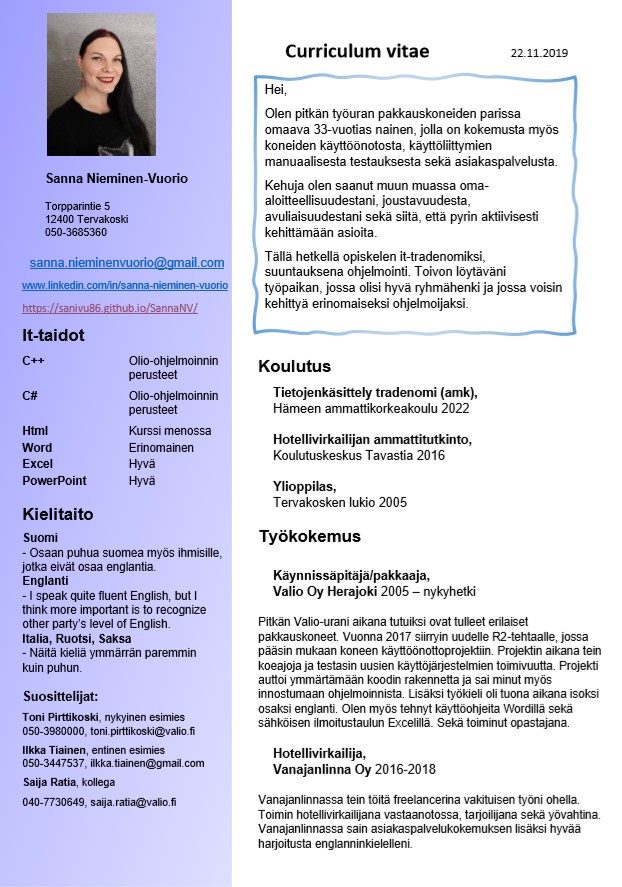 Sanna Nieminen-Vuorio
Torpparintie 5
12400 Tervakoski
050-3685360
sanna.nieminenvuorio@gmail.com
www.linkedin.com/in/sanna-nieminen-vuorio
https://sanivu86.github.io/SannaNV/
It-taidot
C++ Olio-ohjelmoinnin
perusteet
C# Olio-ohjelmoinnin
perusteet
Html Kurssi menossa
Word Erinomainen
Excel Hyvä
PowerPoint Hyvä
Kielitaito
Suomi
- Osaan puhua suomea myös ihmisille,
jotka eivät osaa englantia.
Englanti
- I speak quite fluent English, but I
think more important is to recognize
other party's level of English.
Italia, Ruotsi, Saksa
- Näitä kieliä ymmärrän paremmin
kuin puhun.
Suosittelijat:
Toni Pirttikoski, nykyinen esimies
050-3980000, toni.pirttikoski@valio.fi
Ilkka Tiainen, entinen esimies
050-3447537, ilkka.tiainen@gmail.com
Saija Ratia, kollega
040-7730649, saija.ratia@valio.fi
Curriculum vitae 22.11.2019
Hei,
Olen pitkän työuran pakkauskoneiden parissa
omaava 33-vuotias nainen, jolla on kokemusta myös
koneiden käyttöönotosta, käyttöliittymien
manuaalisesta testauksesta sekä asiakaspalvelusta.
Kehuja olen saanut muun muassa oma-
aloitteellisuudestani, joustavuudesta,
avuliaisuudestani sekä siitä, että pyrin aktiivisesti
kehittämään asioita.
Tällä hetkellä opiskelen it-tradenomiksi,
suuntauksena ohjelmointi. Toivon löytäväni
työpaikan, jossa olisi hyvä ryhmähenki ja jossa voisin
kehittyä erinomaiseksi ohjelmoijaksi.
Koulutus
Tietojenkäsittely tradenomi (amk),
Hämeen ammattikorkeakoulu 2022
Hotellivirkailijan ammattitutkinto,
Koulutuskeskus Tavastia 2016
Ylioppilas,
Tervakosken lukio 2005
Työkokemus
Käynnissäpitäjä/pakkaaja,
Valio Oy Herajoki 2005 – nykyhetki
Pitkän Valio-urani aikana tutuiksi ovat tulleet erilaiset
pakkauskoneet. Vuonna 2017 siirryin uudelle R2-tehtaalle, jossa
pääsin mukaan koneen käyttöönottoprojektiin. Projektin aikana tein
koeajoja ja testasin uusien käyttöjärjestelmien toimivuutta. Projekti
auttoi ymmärtämään koodin rakennetta ja sai minut myös
innostumaan ohjelmoinnista. Lisäksi työkieli oli tuona aikana isoksi
osaksi englanti. Olen myös tehnyt käyttöohjeita Wordillä sekä
sähköisen ilmoitustaulun Excelillä. Sekä toiminut opastajana.
Hotellivirkailija,
Vanajanlinna Oy 2016-2018
Vanajanlinnassa tein töitä freelancerina vakituisen työni ohella.
Toimin hotellivirkailijana vastaanotossa, tarjoilijana sekä yövahtina.
Vanajanlinnassa sain asiakaspalvelukokemuksen lisäksi hyvää
harjoitusta englanninkielelleni.